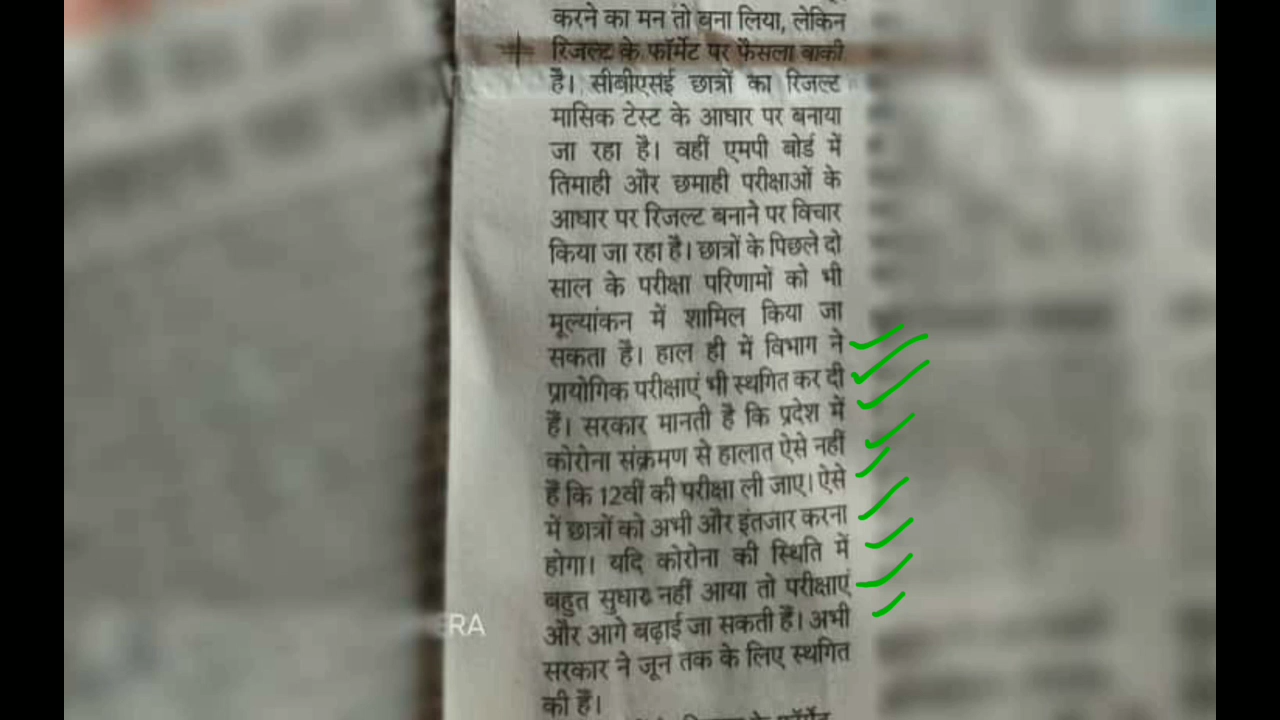 करने का मन तो बना लिया, लेकिन
रिजल्ट के फॉर्मेट पर फैसला बाकी
है। सीबीएसई छात्रों का रिजल्ट
मासिक टेस्ट के आधार पर बनाया
जा रहा है। वहीं एमपी बोर्ड में
तिमाही और छमाही परीक्षाओं के
आधार पर रिजल्ट बनाने पर विचार
किया जा रहा है। छात्रों के पिछले दो
साल के परीक्षा परिणामों को भी
मूल्यांकन में शामिल किया जा
सकता है। हाल ही में विभाग ने
प्रायोगिक परीक्षाएं भी स्थगित कर दी
हैं। सरकार मानती है कि प्रदेश में
कोरोना संक्रमण से हालात ऐसे नहीं
हैं कि 12वीं की परीक्षा ली जाए। ऐसे
में छात्रों को अभी और इंतजार करना
होगा। यदि कोरोना की स्थिति में
बहुत सुधार नहीं आया तो परीक्षाएं
और आगे बढ़ाई जा सकती हैं। अभी
सरकार ने जून तक के लिए स्थगित
की हैं।
RA